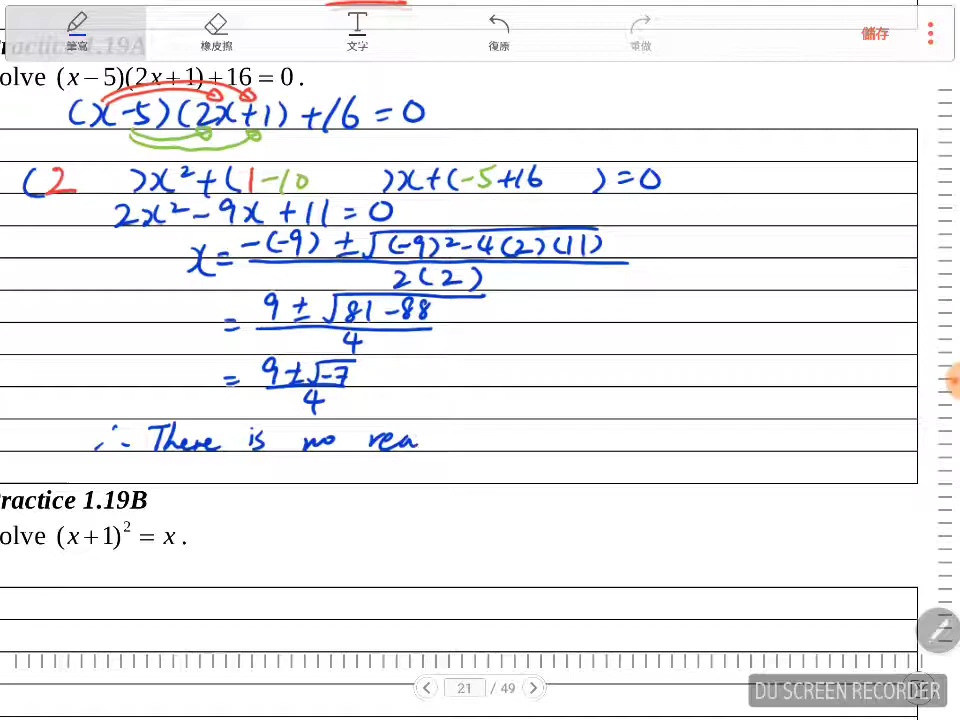 筆寫 橡皮擦 文字 復原 重做 儲存
ractice 1.19A
olve (x−5)(2x+1)+16=0.
(x−5)(2x+1)+16=0
(2 )x²+(1−10 )x+(−5+16 )=0
2x²−9x+11=0
x=\frac{-(-9)±√((-9)²-4(2)(11))}{2(2)}
=\frac{9±√(81-88)}{4}
=\frac{9±√-7}{4}
∴ There is no rea
ractice 1.19B
olve (x+1)² = x.
21 / 49
DU SCREEN RECORDER